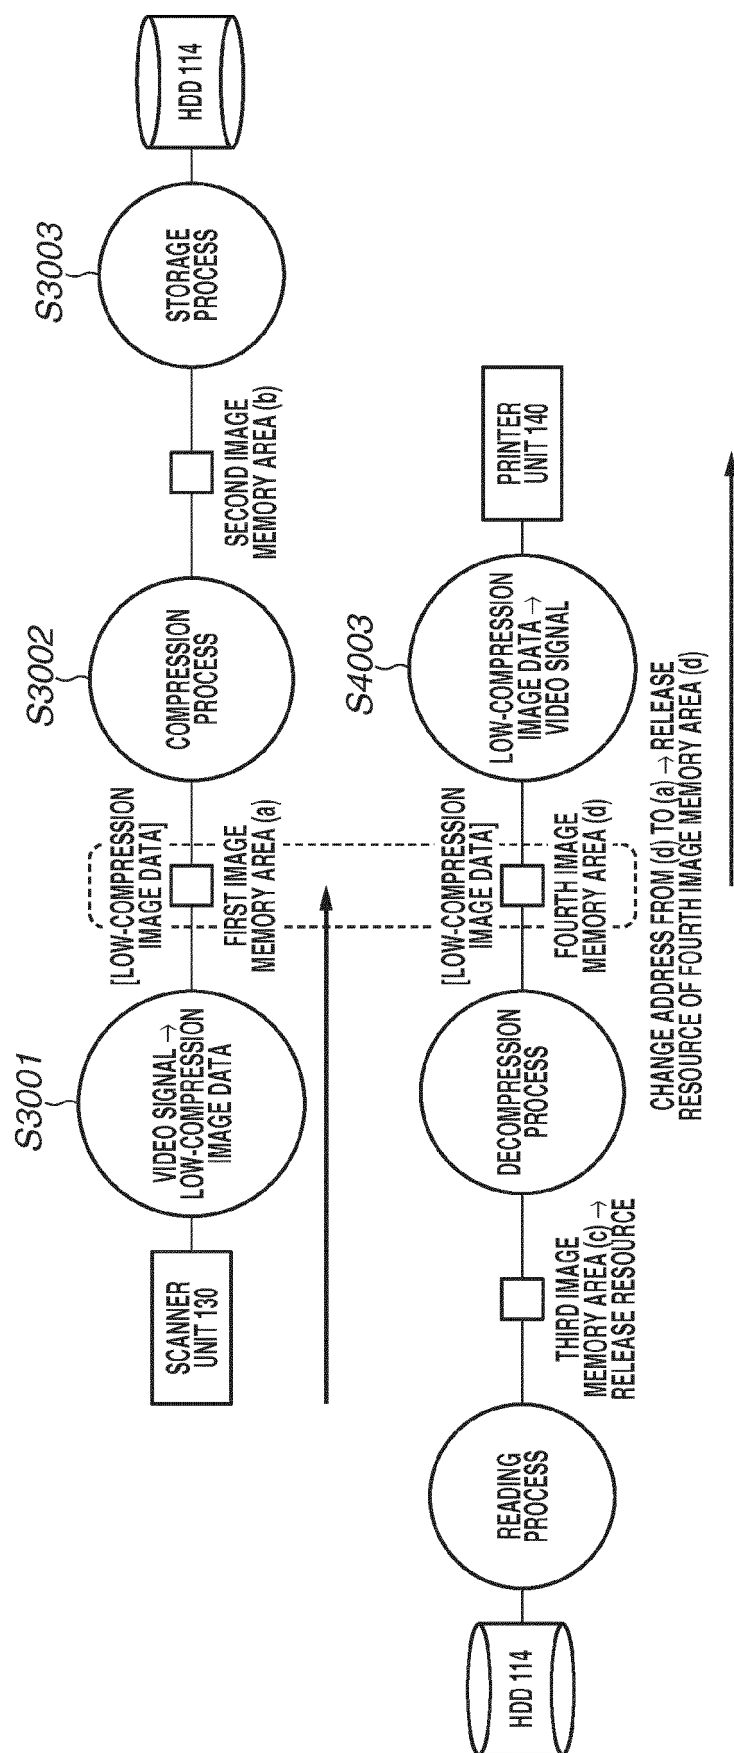 S3001
S3002
S3003
SCANNER
UNIT 130
VIDEO SIGNAL →
LOW-COMPRESSION
IMAGE DATA
[LOW-COMPRESSION
IMAGE DATA]
FIRST IMAGE
MEMORY AREA (a)
COMPRESSION
PROCESS
SECOND IMAGE
MEMORY AREA (b)
STORAGE
PROCESS
HDD 114
HDD 114
READING
PROCESS
THIRD IMAGE
MEMORY AREA (c) →
RELEASE RESOURCE
DECOMPRESSION
PROCESS
[LOW-COMPRESSION
IMAGE DATA]
FOURTH IMAGE
MEMORY AREA (d)
S4003
LOW-COMPRESSION
IMAGE DATA →
VIDEO SIGNAL
PRINTER
UNIT 140
CHANGE ADDRESS FROM (d) TO (a) → RELEASE
RESOURCE OF FOURTH IMAGE MEMORY AREA (d)